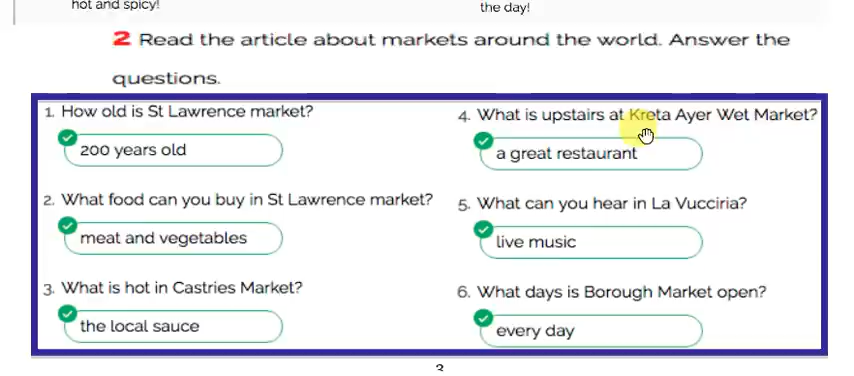 hot and spicy!
the day!
2 Read the article about markets around the world. Answer the
questions.
1. How old is St Lawrence market?
200 years old
2. What food can you buy in St Lawrence market?
meat and vegetables
3. What is hot in Castries Market?
the local sauce
4. What is upstairs at Kreta Ayer Wet Market?
a great restaurant
5. What can you hear in La Vucciria?
live music
6. What days is Borough Market open?
every day
3